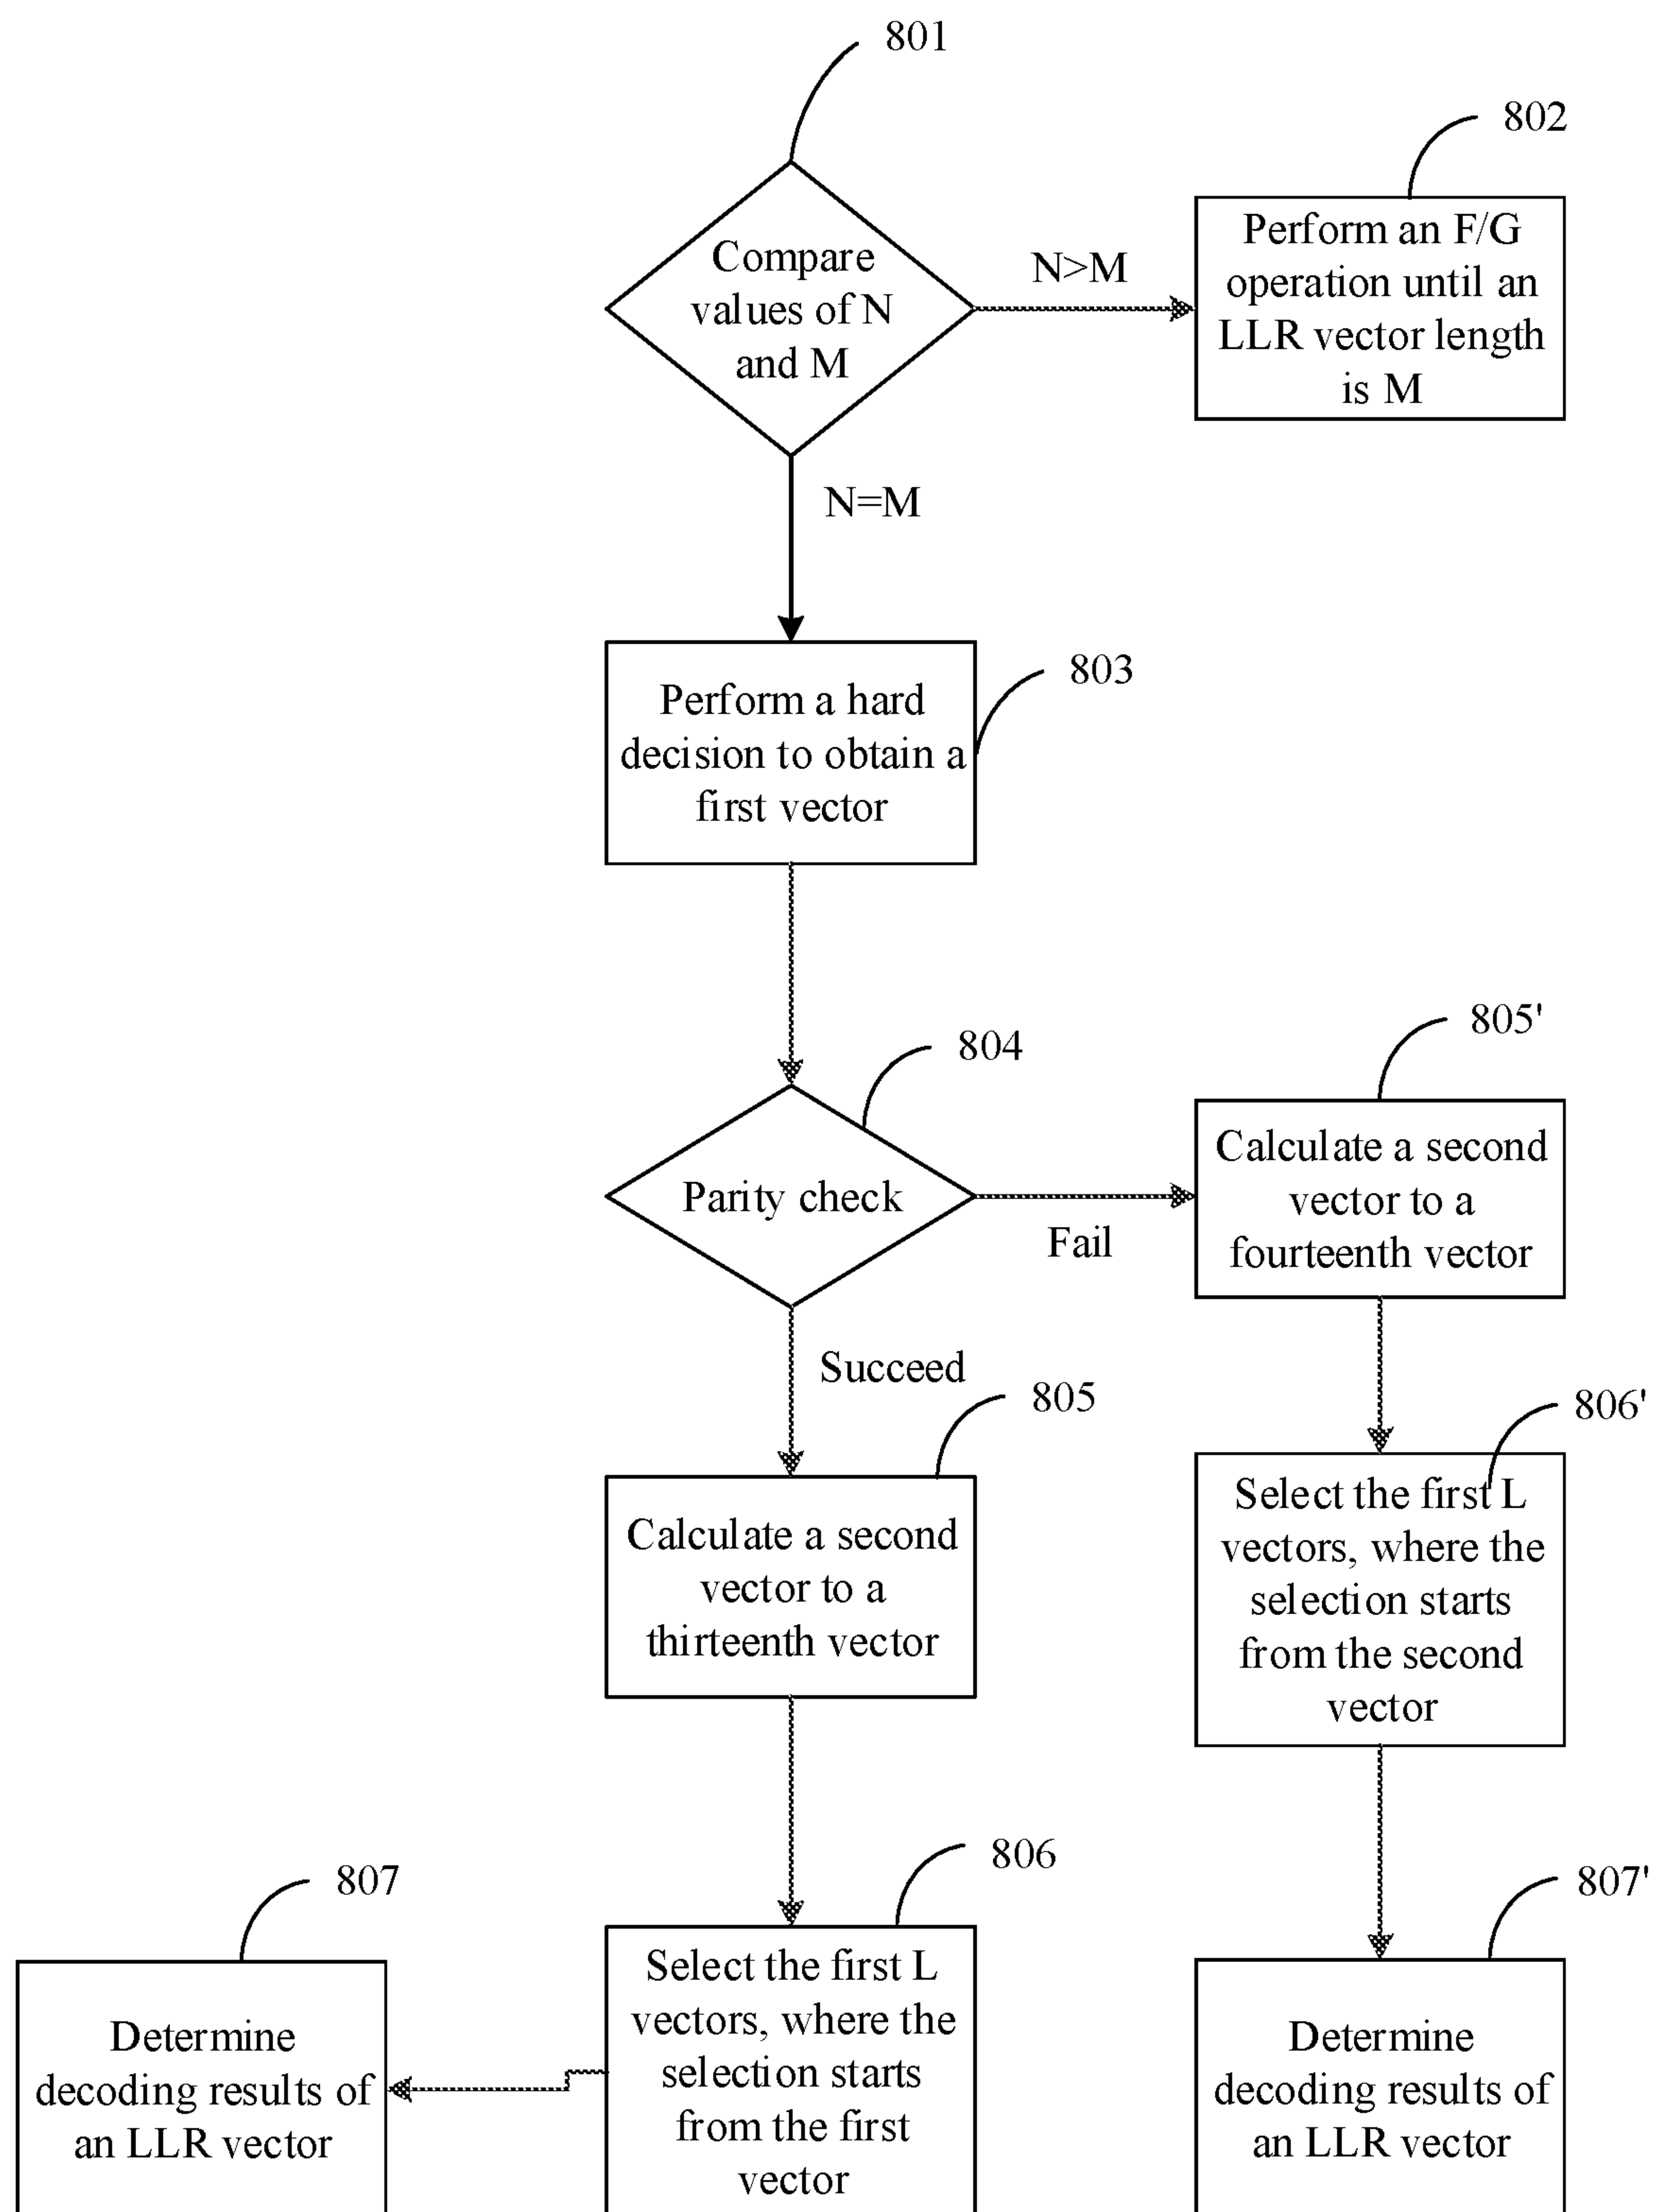 801
802
Compare
values of N
and M
N>M
Perform an F/G
operation until an
LLR vector length
is M
N=M
803
Perform a hard
decision to obtain a
first vector
804
Parity check
Fail
805'
Calculate a second
vector to a
fourteenth vector
Succeed
805
Calculate a second
vector to a
thirteenth vector
806'
Select the first L
vectors, where the
selection starts
from the second
vector
806
Select the first L
vectors, where the
selection starts
from the first
vector
807
Determine
decoding results of
an LLR vector
807'
Determine
decoding results of
an LLR vector